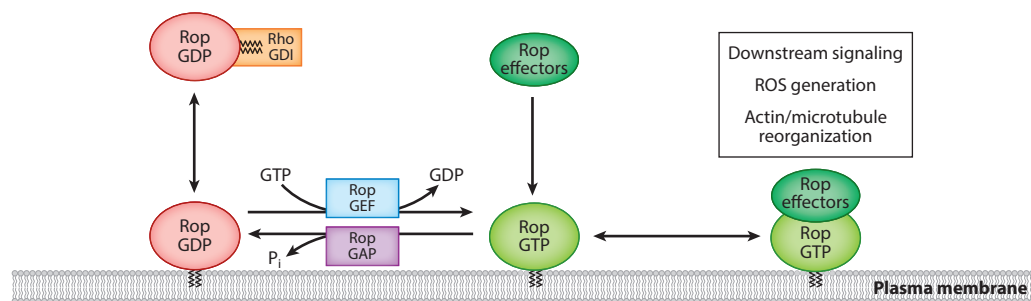 Rop
GDP
Rho
GDI
Rop
effectors
Downstream signaling
ROS generation
Actin/microtubule
reorganization
GTP
Rop
GEF
GDP
Rop
GDP
Rop
GAP
Pi
Rop
GTP
Rop
effectors
Rop
GTP
Plasma membrane